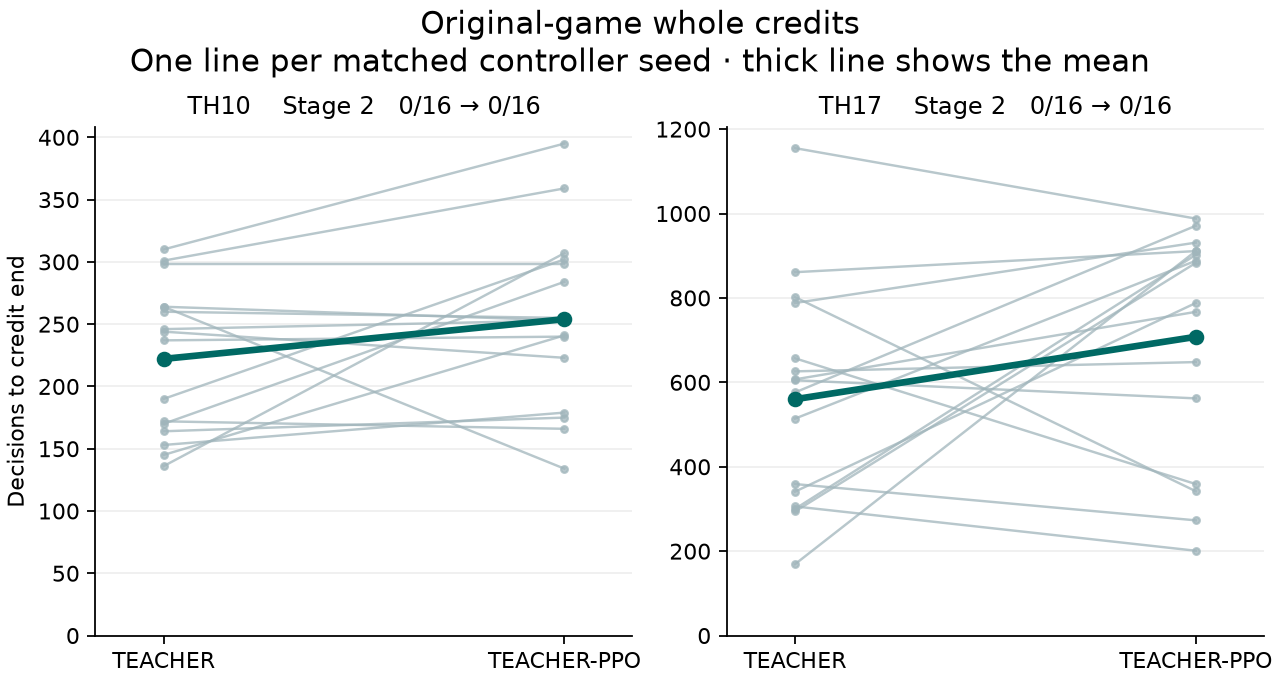 Original-game whole credits
One line per matched controller seed · thick line shows the mean
TH10 Stage 2 0/16 → 0/16
TH17 Stage 2 0/16 → 0/16
Decisions to credit end
400
350
300
250
200
150
100
50
0
TEACHER
TEACHER-PPO
1200
1000
800
600
400
200
0
TEACHER
TEACHER-PPO